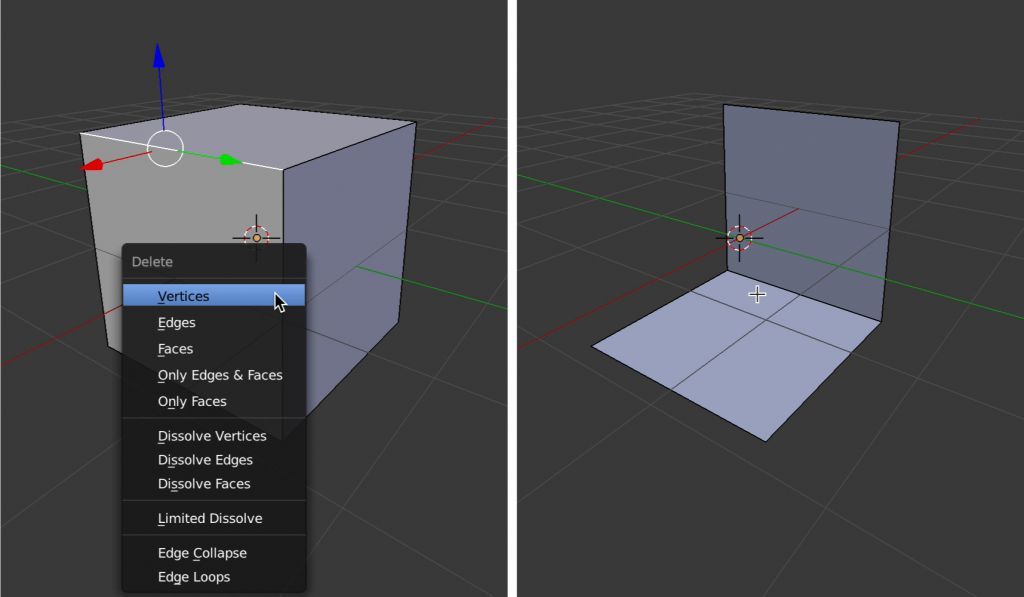 Delete
Vertices
Edges
Faces
Only Edges & Faces
Only Faces
Dissolve Vertices
Dissolve Edges
Dissolve Faces
Limited Dissolve
Edge Collapse
Edge Loops